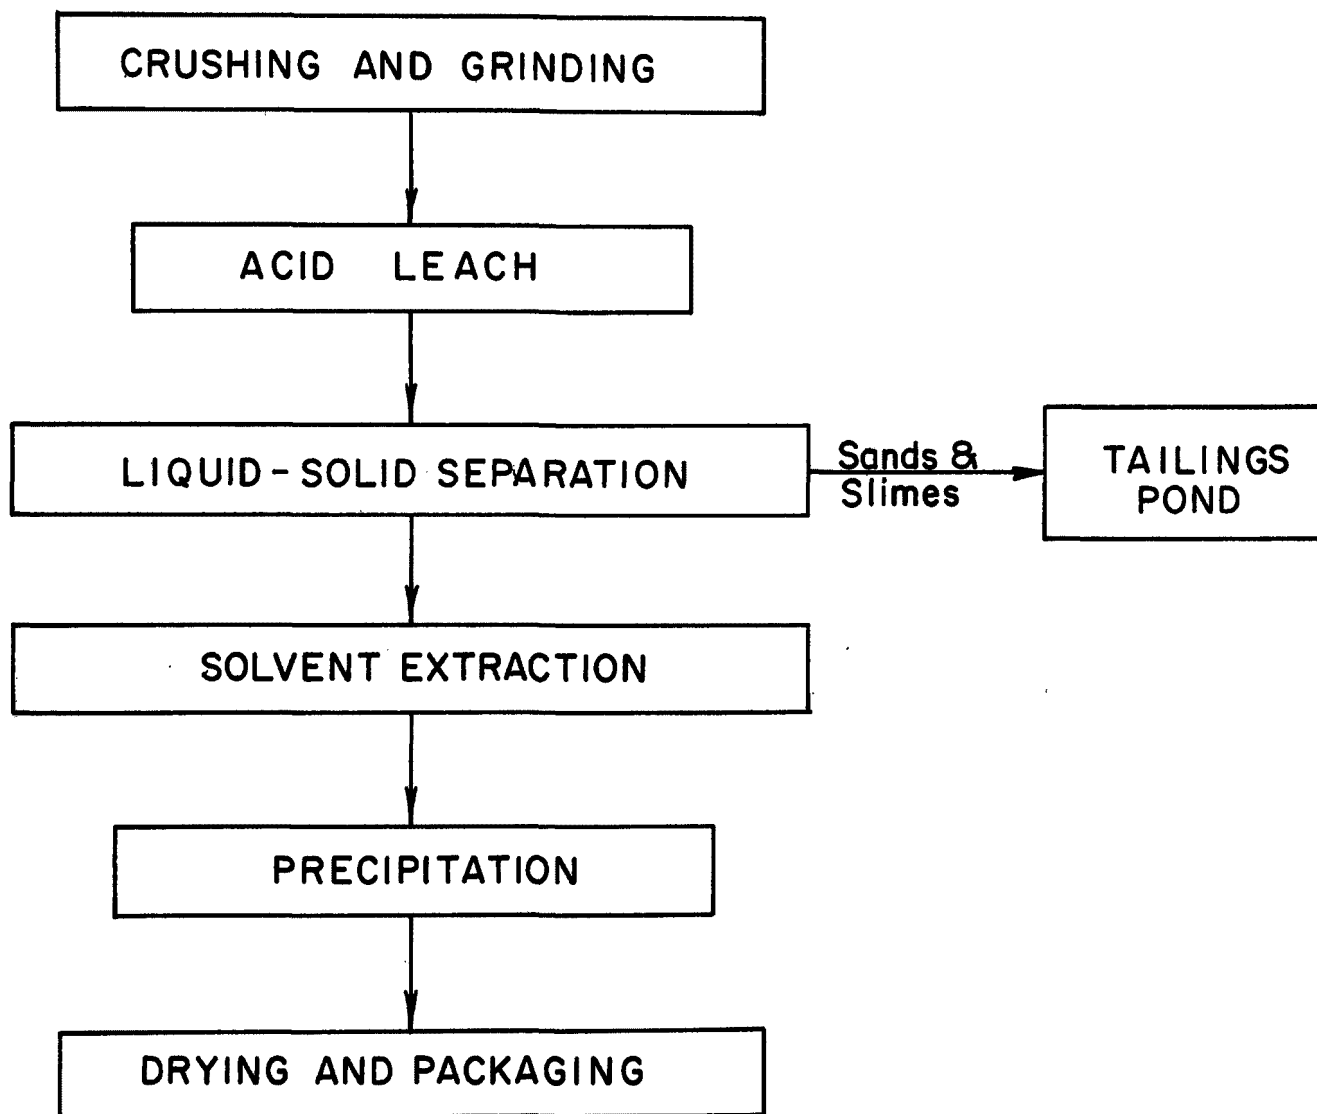 CRUSHING AND GRINDING
ACID LEACH
LIQUID-SOLID SEPARATION
Sands &
Slimes
TAILINGS
POND
SOLVENT EXTRACTION
PRECIPITATION
DRYING AND PACKAGING